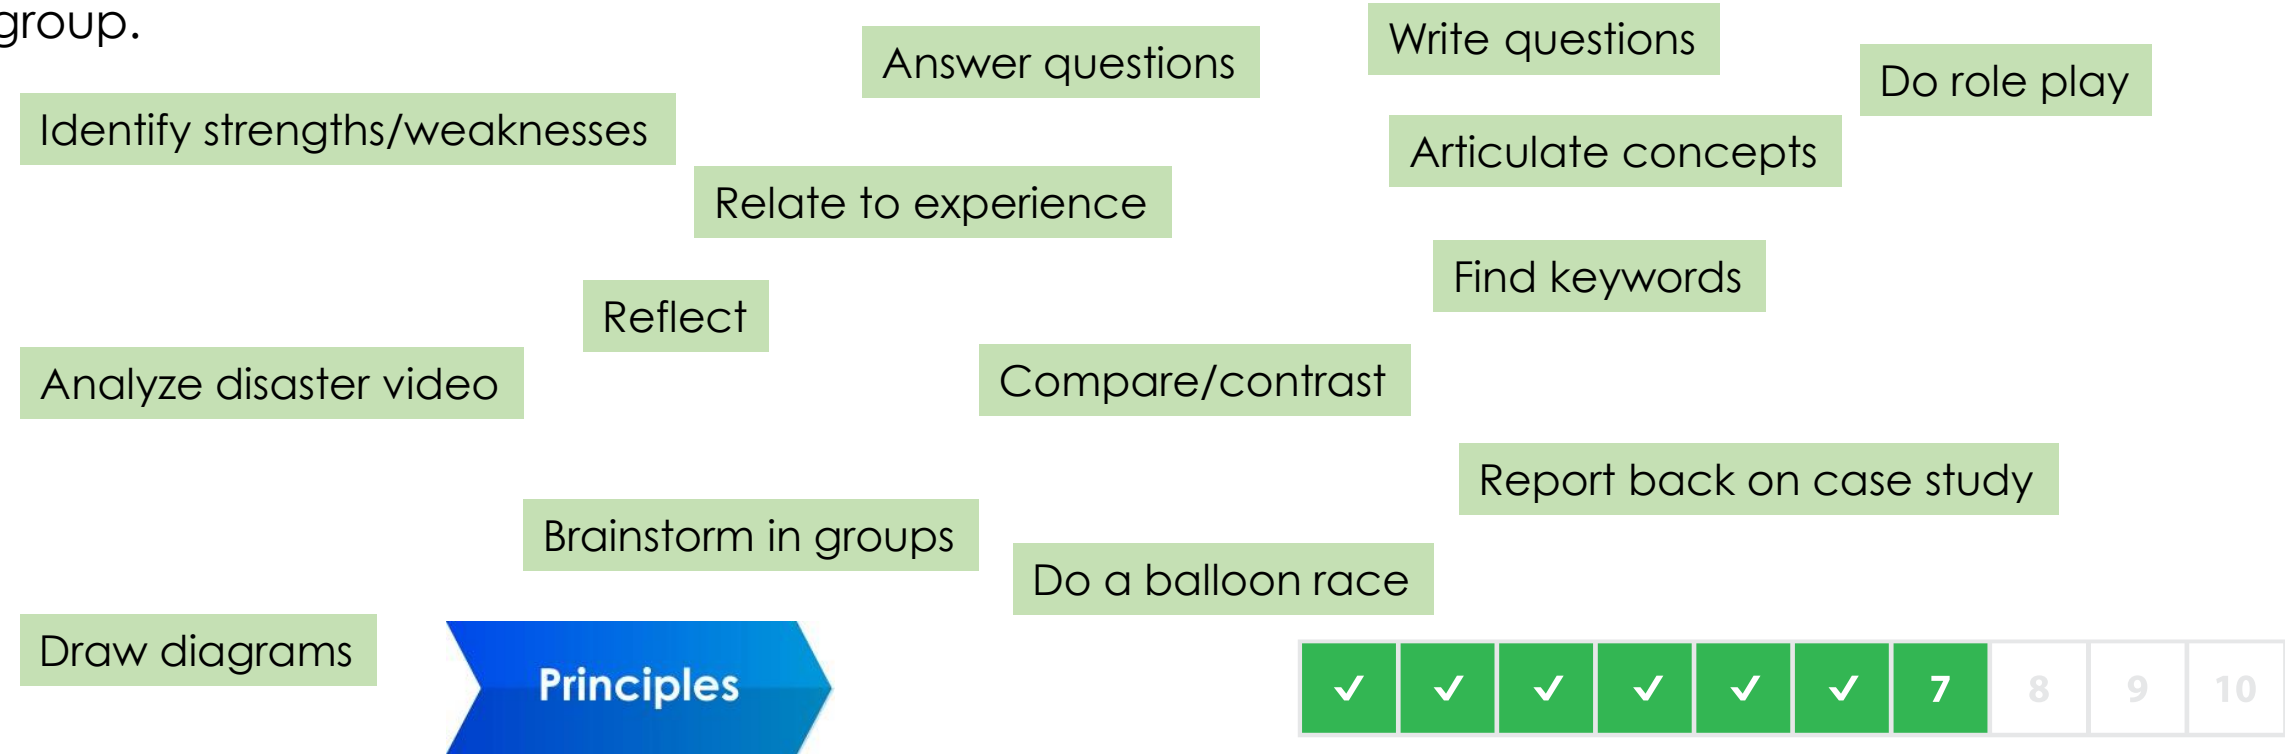 group.
Write questions
Answer questions
Do role play
Identify strengths/weaknesses
Articulate concepts
Relate to experience
Find keywords
Reflect
Compare/contrast
Analyze disaster video
Report back on case study
Brainstorm in groups
Do a balloon race
Draw diagrams
Principles
✓ ✓ ✓ ✓ ✓ ✓ 7 8 9 10